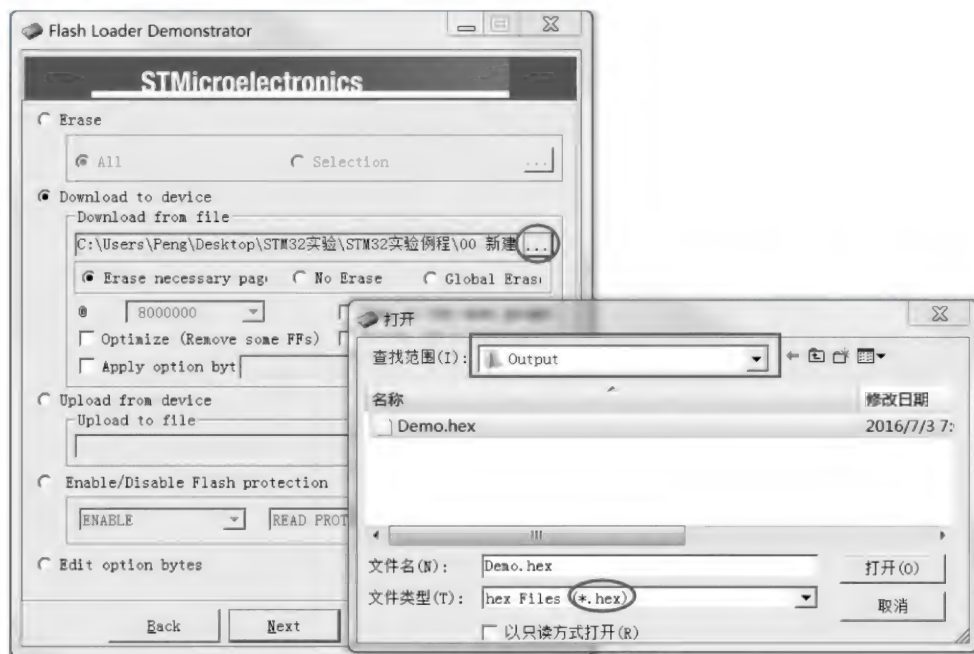 Flash Loader Demonstrator
STMicroelectronics
Erase
All
Selection
...
Download to device
Download from file
C:\Users\Peng\Desktop\STM32实验\STM32实验例程\00 新建
...
Erase necessary pag
No Erase
Global Eras
@
8000000
Optimize (Remove some FFs)
Apply option byt
Upload from device
Upload to file
Enable/Disable Flash protection
ENABLE
READ PROT
Edit option bytes
Back
Next
打开
查找范围(I):
Output
名称
修改日期
Demo.hex
2016/7/3 7:
文件名(N):
Demo.hex
打开(O)
文件类型(T):
hex Files (*.hex)
取消
以只读方式打开(R)